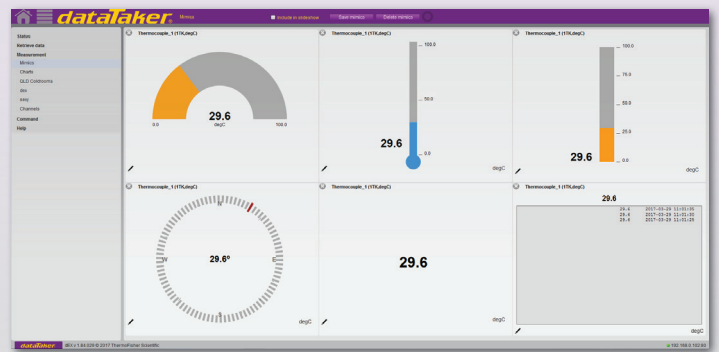 dataTaker
Mimics
Include in slideshow
Save mimics
Delete mimics
Status
Retrieve data
Measurement
Mimics
Charts
Channels
Command
Help
Thermocouple_1 (1TK,degC)
29.6
degC
0.0
100.0
Thermocouple_1 (1TK,degC)
100.0
50.0
0.0
29.6
degC
Thermocouple_1 (1TK,degC)
100.0
75.0
50.0
25.0
0.0
29.6
degC
Thermocouple_1 (1TK,degC)
N
W
29.6º
E
S
degC
Thermocouple_1 (1TK,degC)
29.6
degC
Thermocouple_1 (1TK,degC)
29.6
29.6 2017-03-29 11:01:35
29.6 2017-03-29 11:01:30
29.6 2017-03-29 11:01:25
degC
dataTaker
© 2017 ThermoFisher Scientific